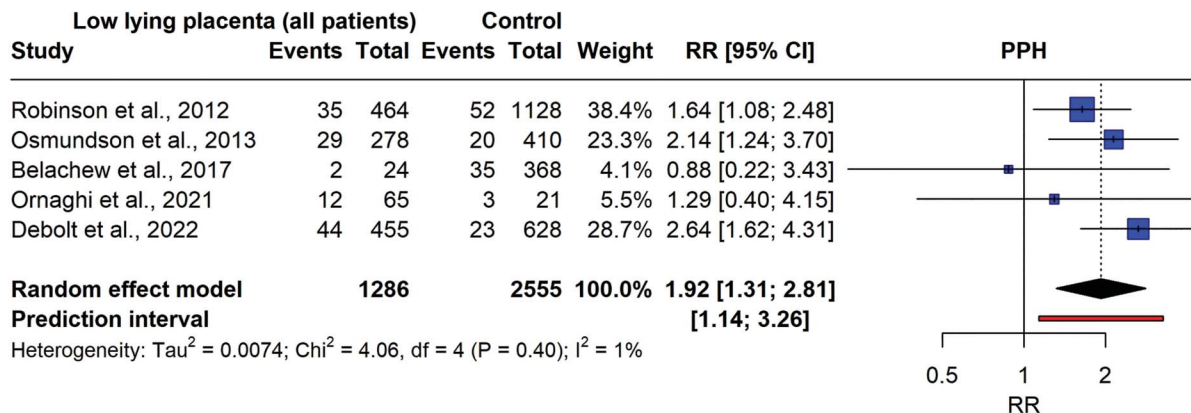 Low lying placenta (all patients) Control
Study Events Total Events Total Weight RR [95% CI] PPH
Robinson et al., 2012 35 464 52 1128 38.4% 1.64 [1.08; 2.48]
Osmundson et al., 2013 29 278 20 410 23.3% 2.14 [1.24; 3.70]
Belachew et al., 2017 2 24 35 368 4.1% 0.88 [0.22; 3.43]
Ornaghi et al., 2021 12 65 3 21 5.5% 1.29 [0.40; 4.15]
Debolt et al., 2022 44 455 23 628 28.7% 2.64 [1.62; 4.31]
Random effect model 1286 2555 100.0% 1.92 [1.31; 2.81]
Prediction interval [1.14; 3.26]
Heterogeneity: Tau² = 0.0074; Chi² = 4.06, df = 4 (P = 0.40); I² = 1%
0.5 1 2
RR